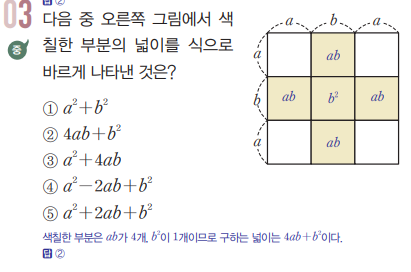 답 ②
03
중
다음 중 오른쪽 그림에서 색
칠한 부분의 넓이를 식으로
바르게 나타낸 것은?
① a²+b²
② 4ab+b²
③ a²+4ab
④ a²-2ab+b²
⑤ a²+2ab+b²
a b a
a
ab
b
ab b² ab
a
ab
색칠한 부분은 ab가 4개, b²이 1개이므로 구하는 넓이는 4ab+b²이다.
답 ②